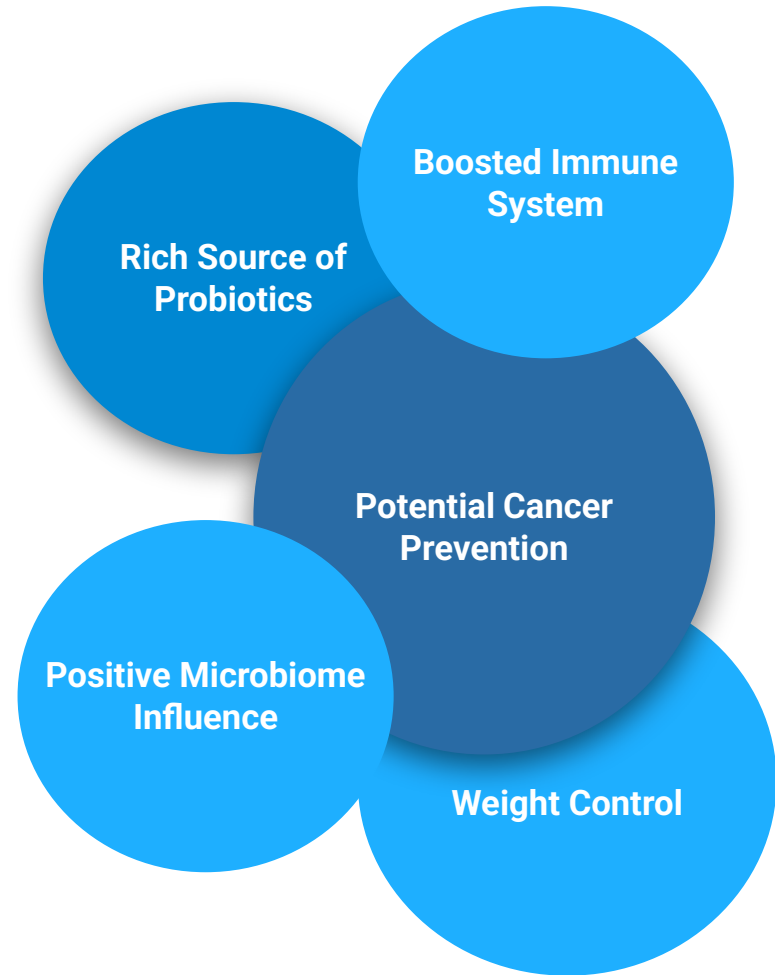 Boosted Immune
System
Rich Source of
Probiotics
Potential Cancer
Prevention
Positive Microbiome
Influence
Weight Control